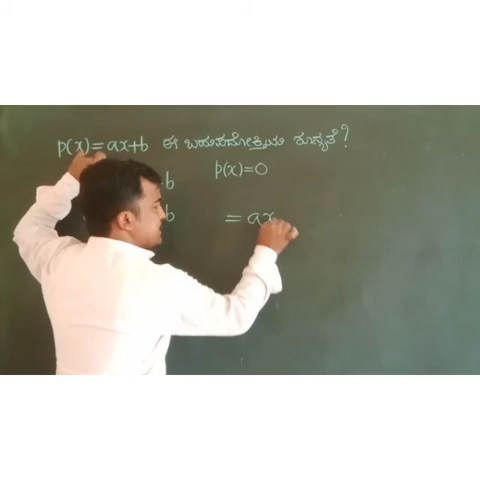 p(x)=ax+b ಈ ಬಹುಪದೋಕ್ತಿಯ ಶೂನ್ಯತೆ?
b p(x)=0
b = ax